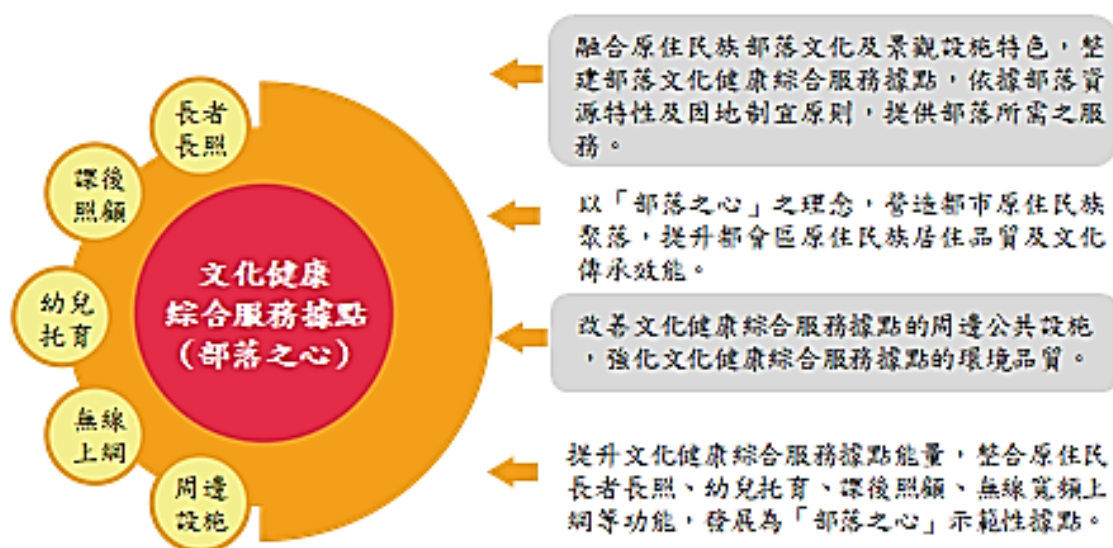 長者
長照
課後
照顧
幼兒
托育
無線
上網
周邊
設施
文化健康
綜合服務據點
(部落之心)
融合原住民族部落文化及景觀設施特色,整
建部落文化健康綜合服務據點,依據部落資
源特性及因地制宜原則,提供部落所需之服
務。
以「部落之心」之理念,營造都市原住民族
聚落,提升都會區原住民族居住品質及文化
傳承效能。
改善文化健康綜合服務據點的周邊公共設施
,強化文化健康綜合服務據點的環境品質。
提升文化健康綜合服務據點能量,整合原住民
長者長照、幼兒托育、課後照顧、無線寬頻上
網等功能,發展為「部落之心」示範性據點。